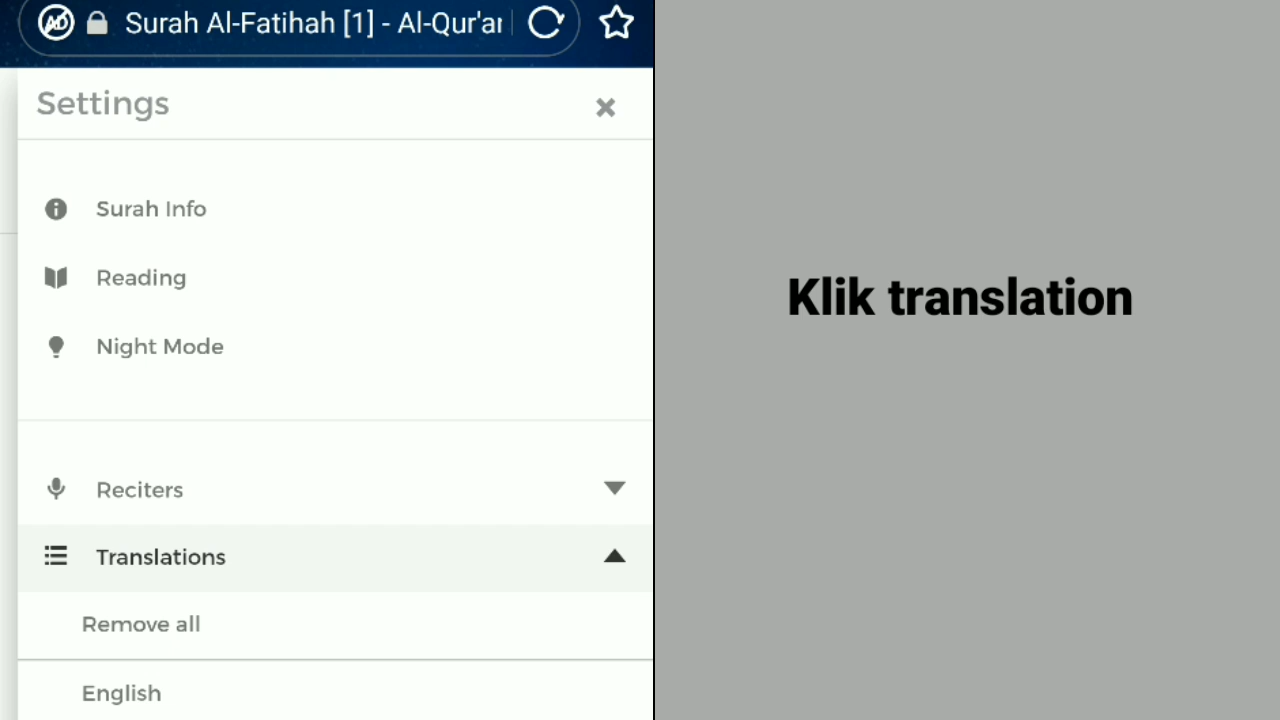 Surah Al-Fatihah [1] - Al-Qur'an
Settings
Surah Info
Reading
Night Mode
Reciters
Translations
Remove all
English
Klik translation